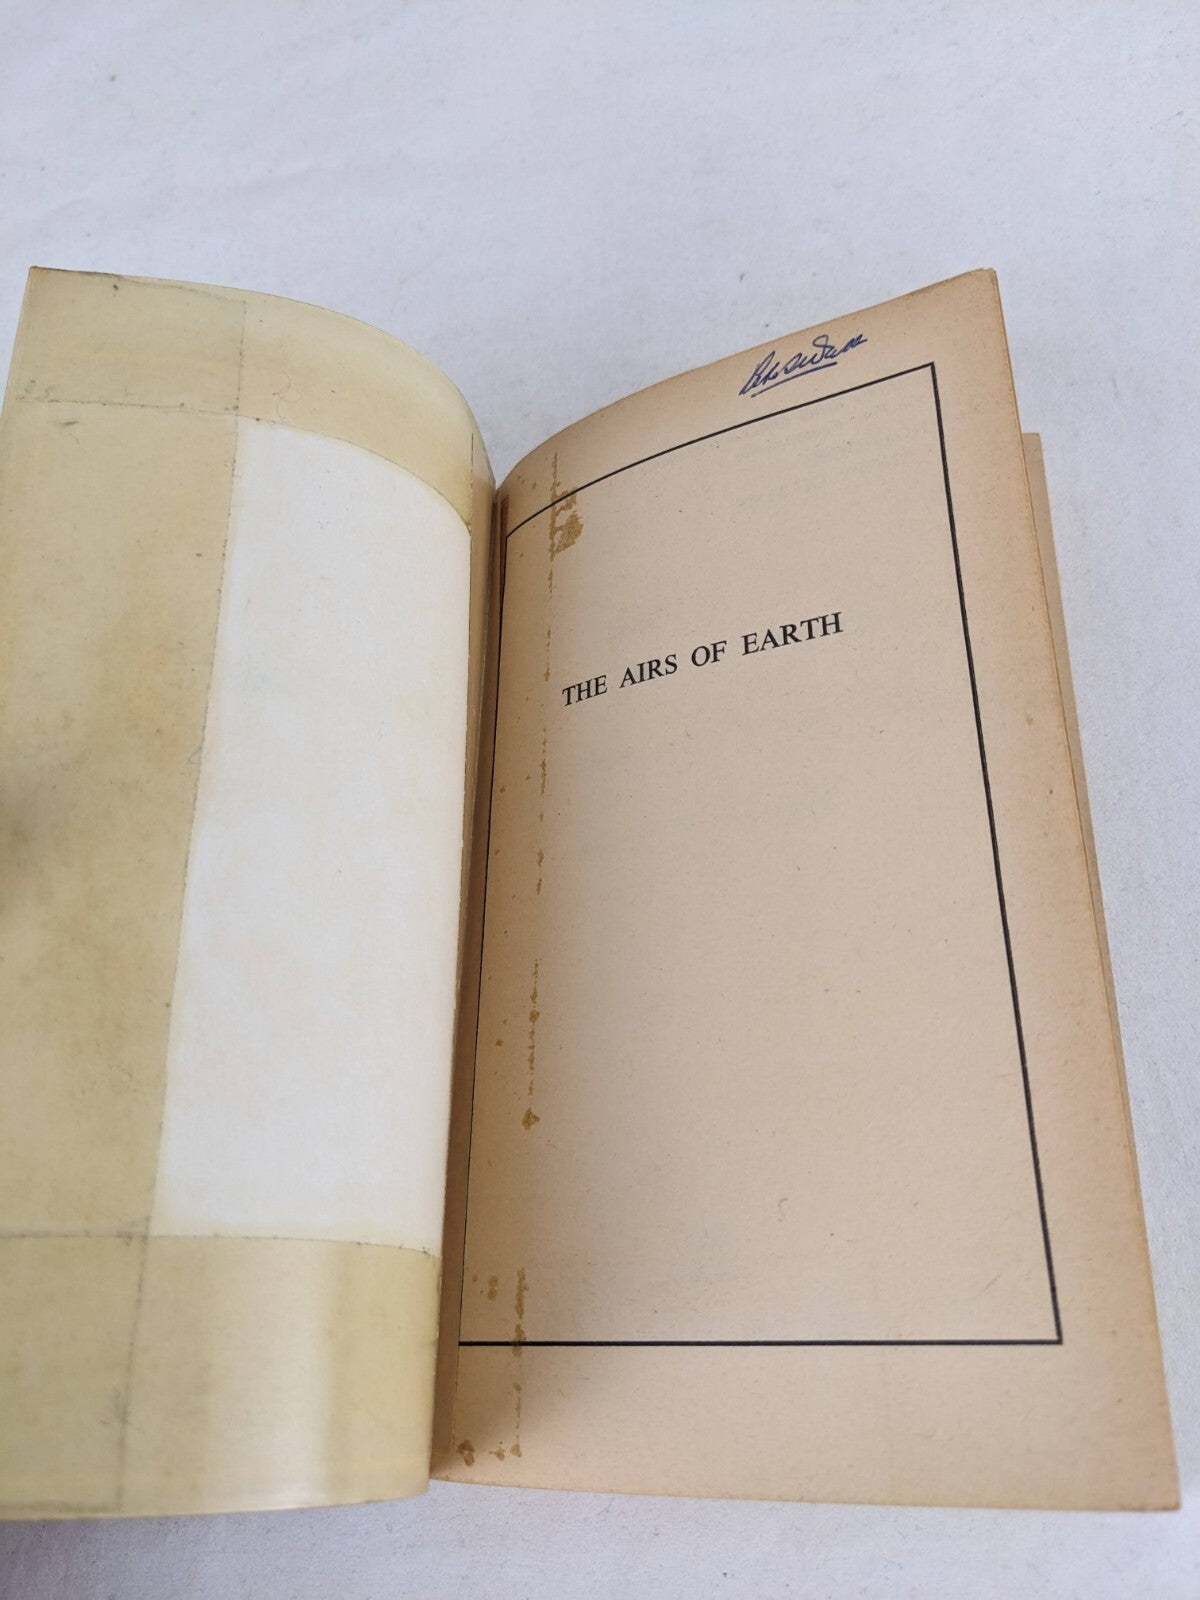 THE AIRS OF EARTH